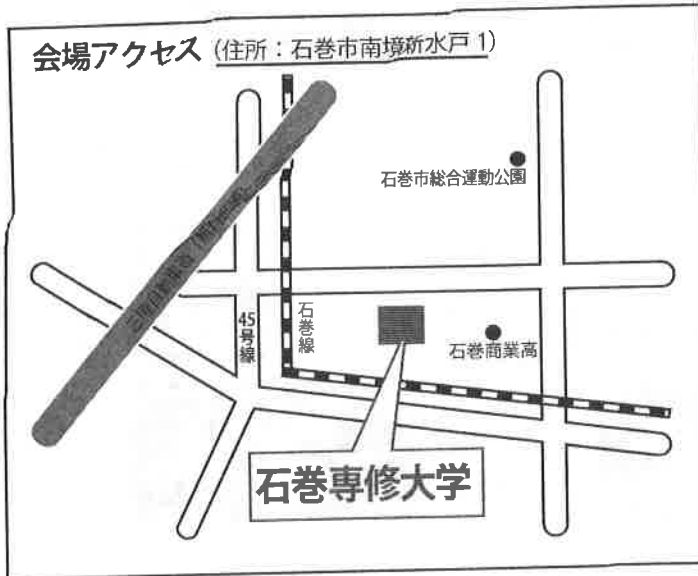 会場アクセス (住所：石巻市南境新水戸1)
石巻市総合運動公園
45号線
石巻線
石巻商業高
石巻専修大学